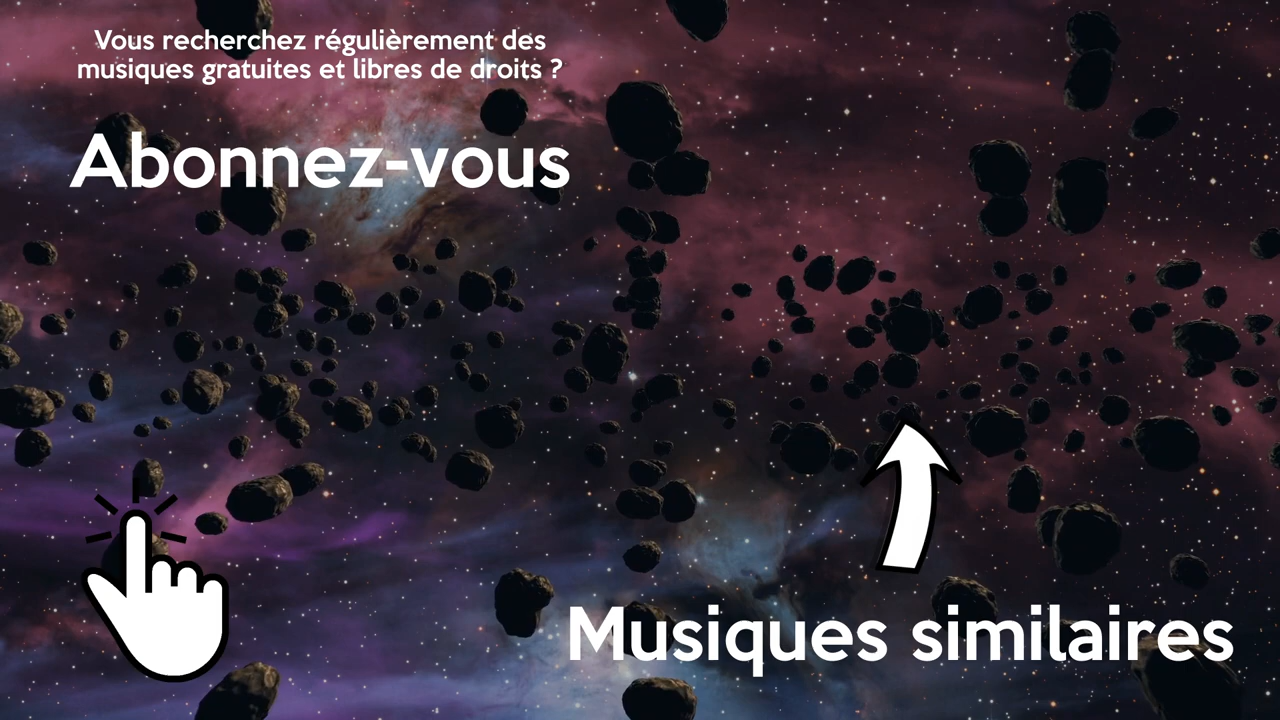 Vous recherchez régulièrement des
musiques gratuites et libres de droits ?
Abonnez-vous
Musiques similaires